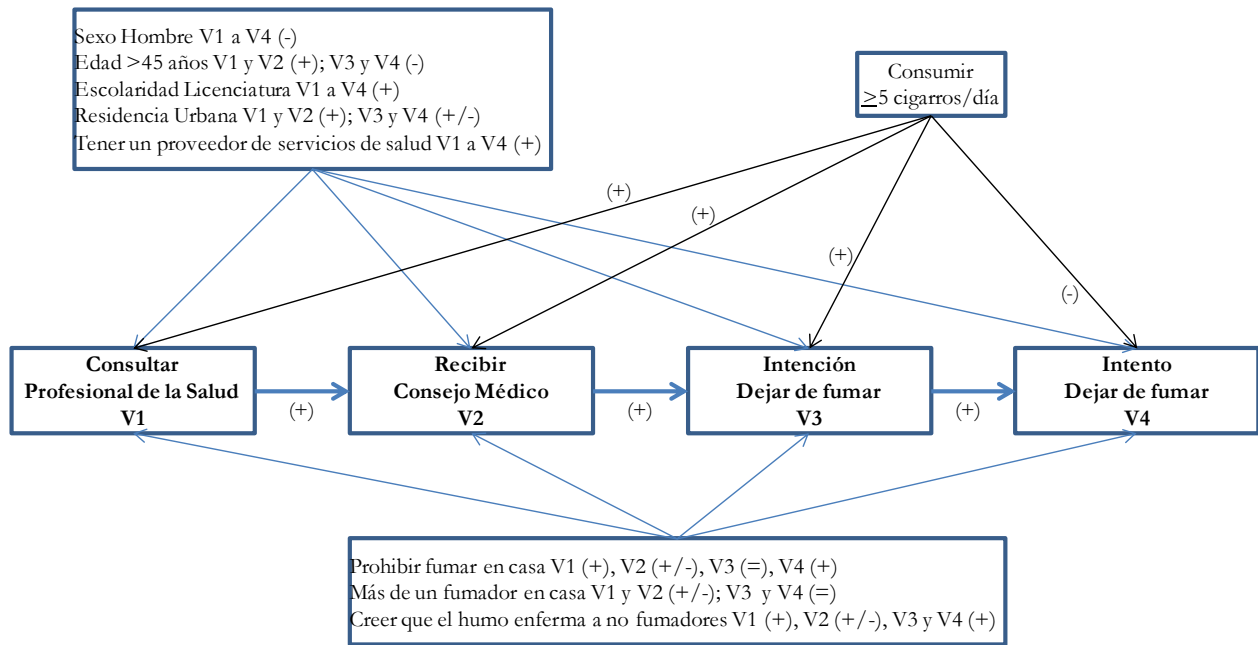 Sexo Hombre V1 a V4 (-)
Edad >45 años V1 y V2 (+); V3 y V4 (-)
Escolaridad Licenciatura V1 a V4 (+)
Residencia Urbana V1 y V2 (+); V3 y V4 (+/-)
Tener un proveedor de servicios de salud V1 a V4 (+)
Consumir
≥5 cigarros/día
(+)
(+)
(+)
(-)
Consultar
Profesional de la Salud
V1
(+)
Recibir
Consejo Médico
V2
(+)
Intención
Dejar de fumar
V3
(+)
Intento
Dejar de fumar
V4
Prohibir fumar en casa V1 (+), V2 (+/-), V3 (=), V4 (+)
Más de un fumador en casa V1 y V2 (+/-); V3 y V4 (=)
Creer que el humo enferma a no fumadores V1 (+), V2 (+/-), V3 y V4 (+)